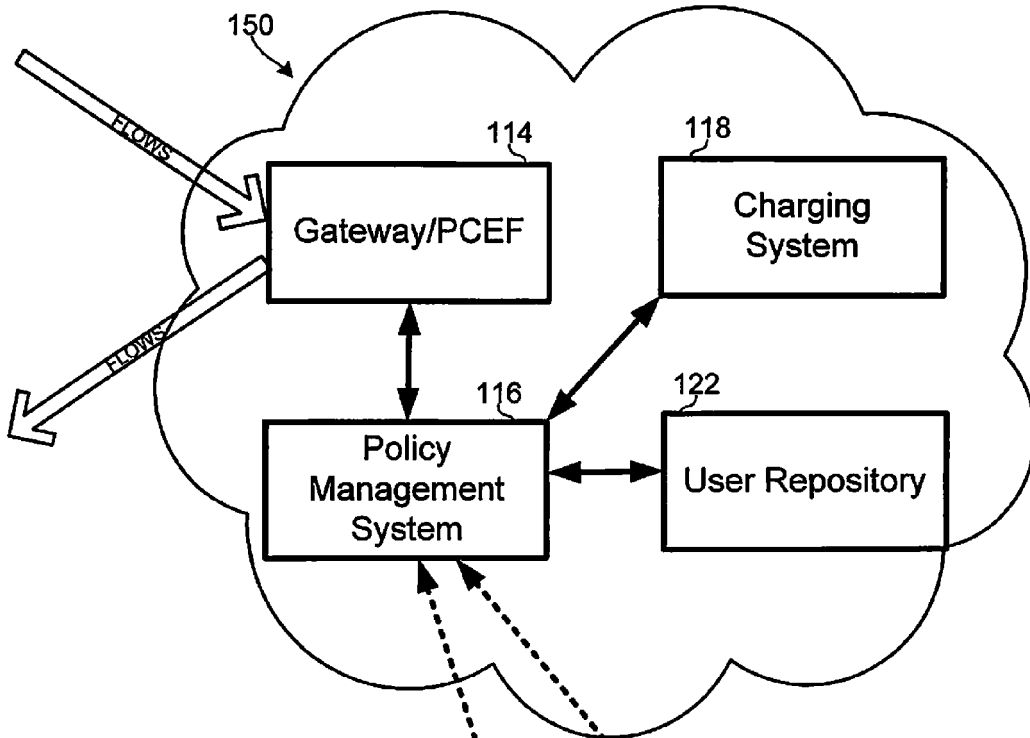 150
FLOWS
114
Gateway/PCEF
118
Charging
System
FLOWS
116
Policy
Management
System
122
User Repository